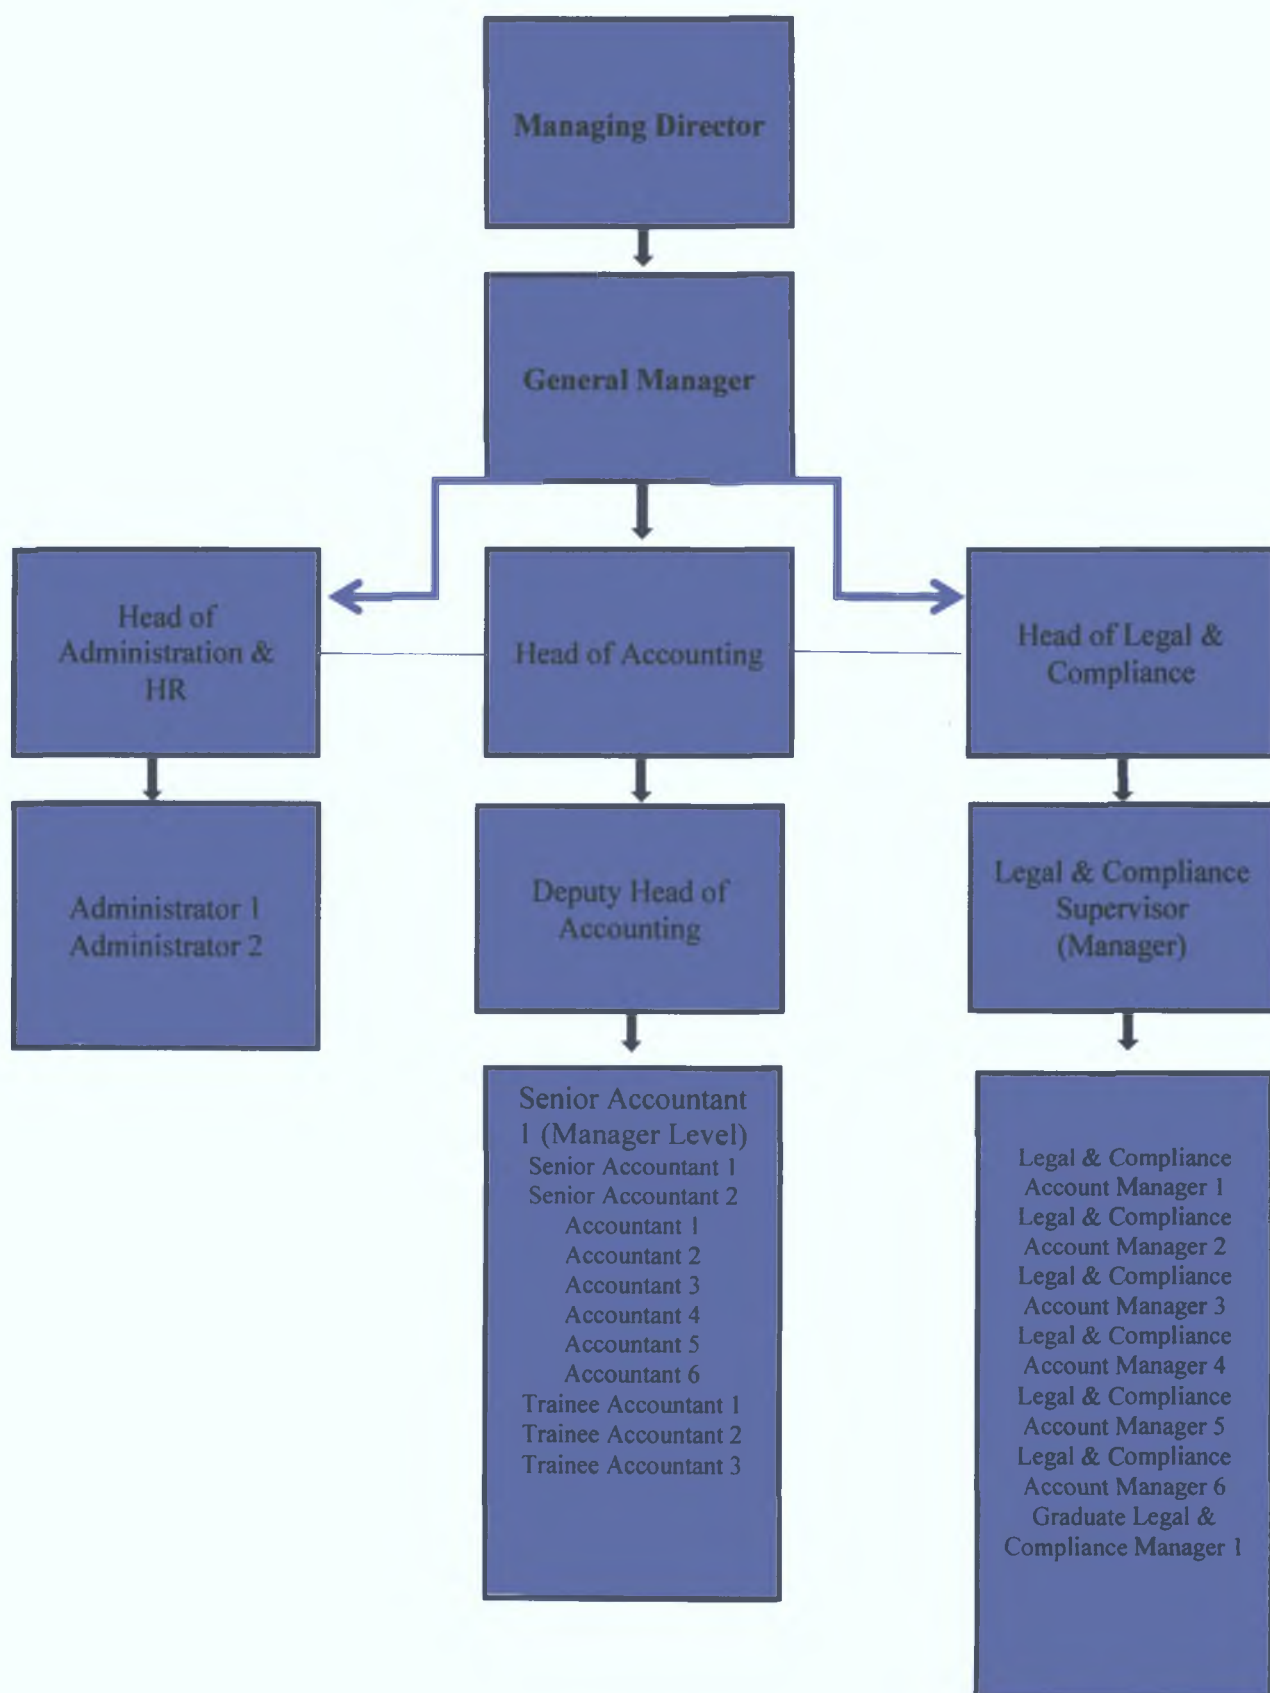 Managing Director
General Manager
Head of
Administration &
HR
Head of Accounting
Head of Legal &
Compliance
Administrator 1
Administrator 2
Deputy Head of
Accounting
Legal & Compliance
Supervisor
(Manager)
Senior Accountant
1 (Manager Level)
Senior Accountant 1
Senior Accountant 2
Accountant 1
Accountant 2
Accountant 3
Accountant 4
Accountant 5
Accountant 6
Trainee Accountant 1
Trainee Accountant 2
Trainee Accountant 3
Legal & Compliance
Account Manager 1
Legal & Compliance
Account Manager 2
Legal & Compliance
Account Manager 3
Legal & Compliance
Account Manager 4
Legal & Compliance
Account Manager 5
Legal & Compliance
Account Manager 6
Graduate Legal &
Compliance Manager 1